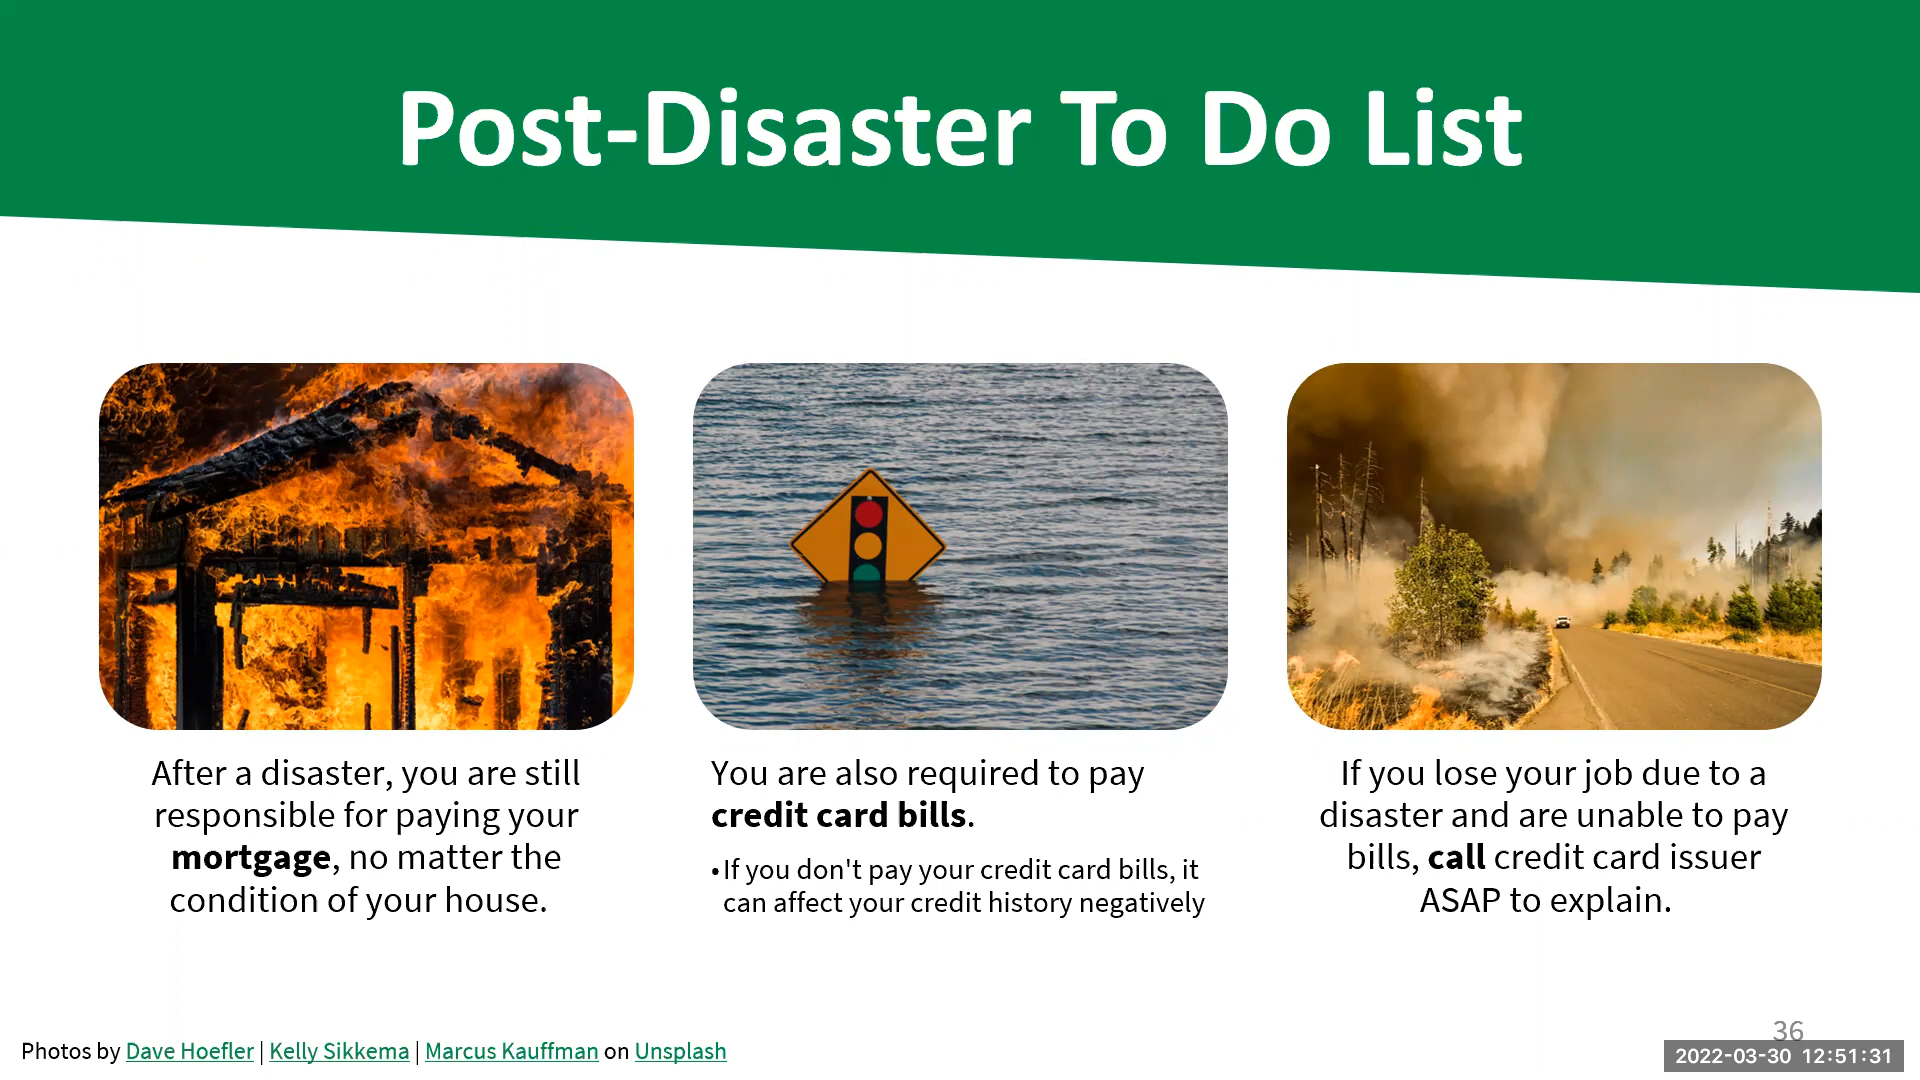 Post-Disaster To Do List
After a disaster, you are still
responsible for paying your
mortgage, no matter the
condition of your house.
You are also required to pay
credit card bills.
•If you don't pay your credit card bills, it
can affect your credit history negatively
If you lose your job due to a
disaster and are unable to pay
bills, call credit card issuer
ASAP to explain.
Photos by Dave Hoefler | Kelly Sikkema | Marcus Kauffman on Unsplash
36
2022-03-30 12:51:31